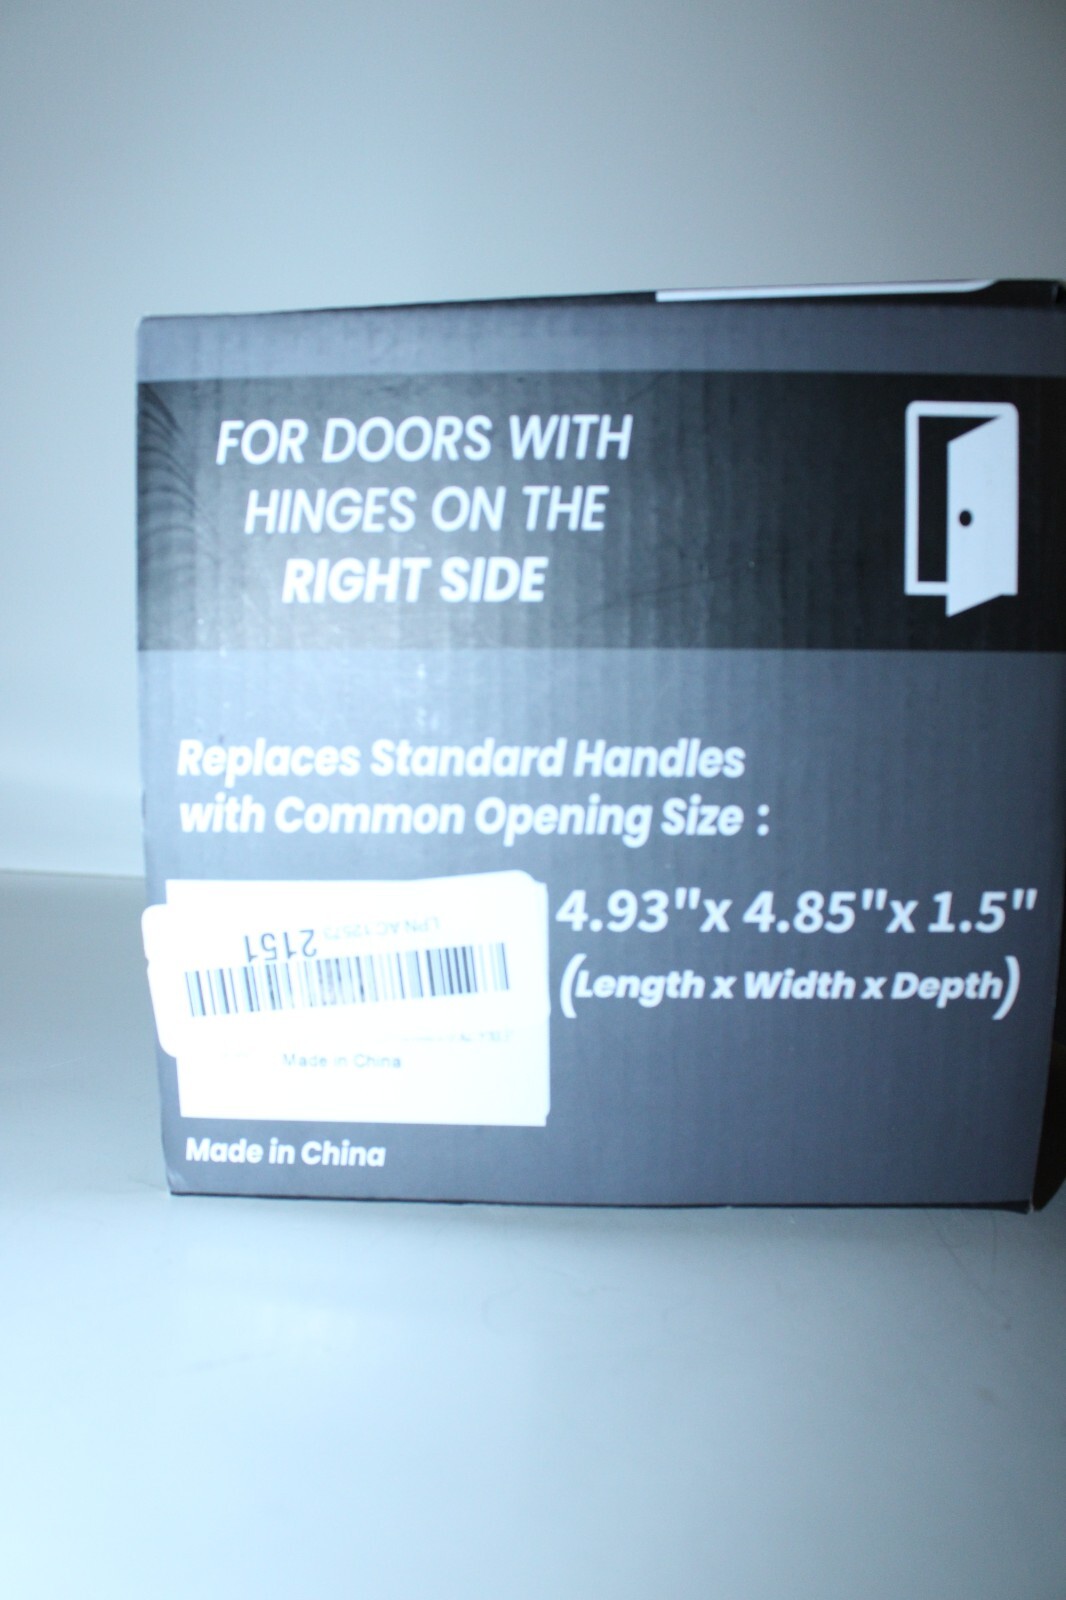 FOR DOORS WITH
HINGES ON THE
RIGHT SIDE
Replaces Standard Handles
with Common Opening Size :
4.93"x 4.85"x 1.5"
(Length x Width x Depth)
2151
Made in China
Made in China